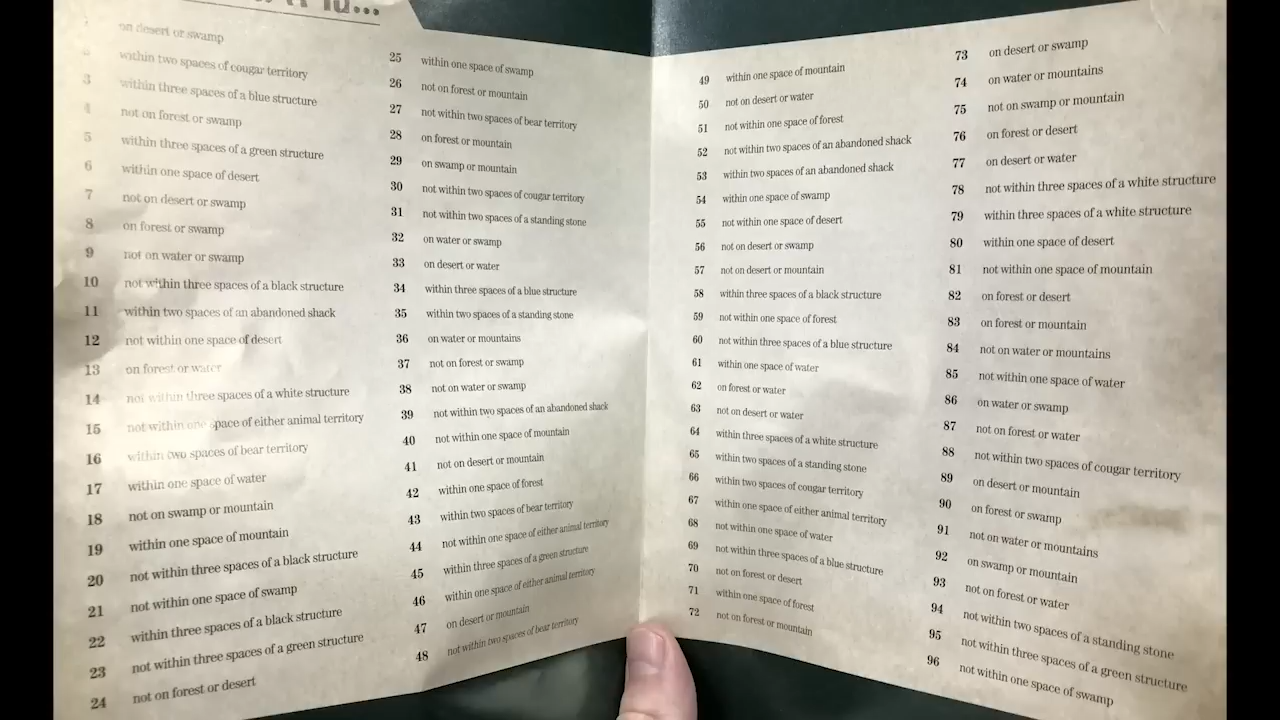 1 on desert or swamp
2 within two spaces of cougar territory
3 within three spaces of a blue structure
4 not on forest or swamp
5 within three spaces of a green structure
6 within one space of desert
7 not on desert or swamp
8 on forest or swamp
9 not on water or swamp
10 not within three spaces of a black structure
11 within two spaces of an abandoned shack
12 not within one space of desert
13 on forest or water
14 not within three spaces of a white structure
15 not within one space of either animal territory
16 within two spaces of bear territory
17 within one space of water
18 not on swamp or mountain
19 within one space of mountain
20 not within three spaces of a black structure
21 not within one space of swamp
22 within three spaces of a black structure
23 not within three spaces of a green structure
24 not on forest or desert
25 within one space of swamp
26 not on forest or mountain
27 not within two spaces of bear territory
28 on forest or mountain
29 on swamp or mountain
30 not within two spaces of cougar territory
31 not within two spaces of a standing stone
32 on water or swamp
33 on desert or water
34 within three spaces of a blue structure
35 within two spaces of a standing stone
36 on water or mountains
37 not on forest or swamp
38 not on water or swamp
39 not within two spaces of an abandoned shack
40 not within one space of mountain
41 not on desert or mountain
42 within one space of forest
43 within two spaces of bear territory
44 not within one space of either animal territory
45 within three spaces of a green structure
46 within one space of either animal territory
47 on desert or mountain
48 not within two spaces of bear territory
49 within one space of mountain
50 not on desert or water
51 not within one space of forest
52 not within two spaces of an abandoned shack
53 within two spaces of an abandoned shack
54 within one space of swamp
55 not within one space of desert
56 not on desert or swamp
57 not on desert or mountain
58 within three spaces of a black structure
59 not within one space of forest
60 not within three spaces of a blue structure
61 within one space of water
62 on forest or water
63 not on desert or water
64 within three spaces of a white structure
65 within two spaces of a standing stone
66 within two spaces of cougar territory
67 within one space of either animal territory
68 not within one space of water
69 not within three spaces of a blue structure
70 not on forest or desert
71 within one space of forest
72 not on forest or mountain
73 on desert or swamp
74 on water or mountains
75 not on swamp or mountain
76 on forest or desert
77 on desert or water
78 not within three spaces of a white structure
79 within three spaces of a white structure
80 within one space of desert
81 not within one space of mountain
82 on forest or desert
83 on forest or mountain
84 not on water or mountains
85 not within one space of water
86 on water or swamp
87 not on forest or water
88 not within two spaces of cougar territory
89 on desert or mountain
90 on forest or swamp
91 not on water or mountains
92 on swamp or mountain
93 not on forest or water
94 not within two spaces of a standing stone
95 not within three spaces of a green structure
96 not within one space of swamp